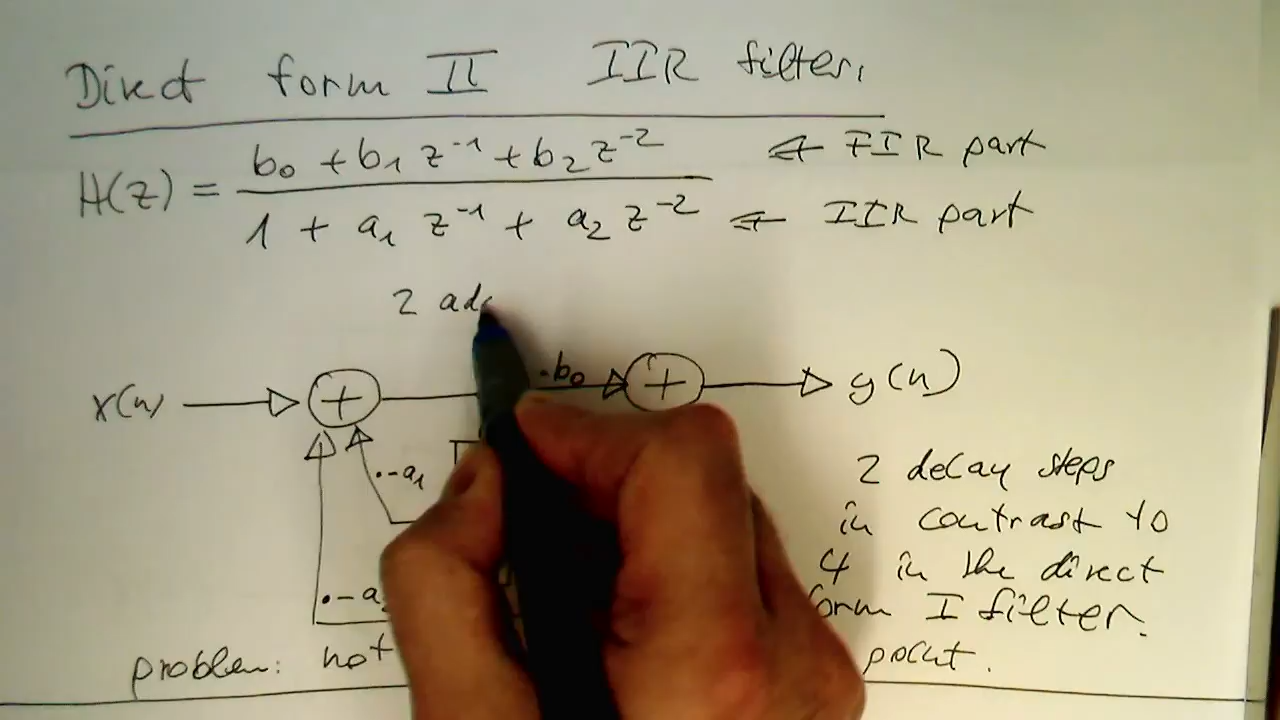 Direct form II IIR filter.
H(z) = b0 + b1 z^-1 + b2 z^-2 / 1 + a1 z^-1 + a2 z^-2
⇐ FIR part
⇐ IIR part
2 ad
x(n) + ·b0 + y(n)
·-a1
·-a
2 delay steps
in contrast to
4 in the direct
form I filter.
problem: not
point.